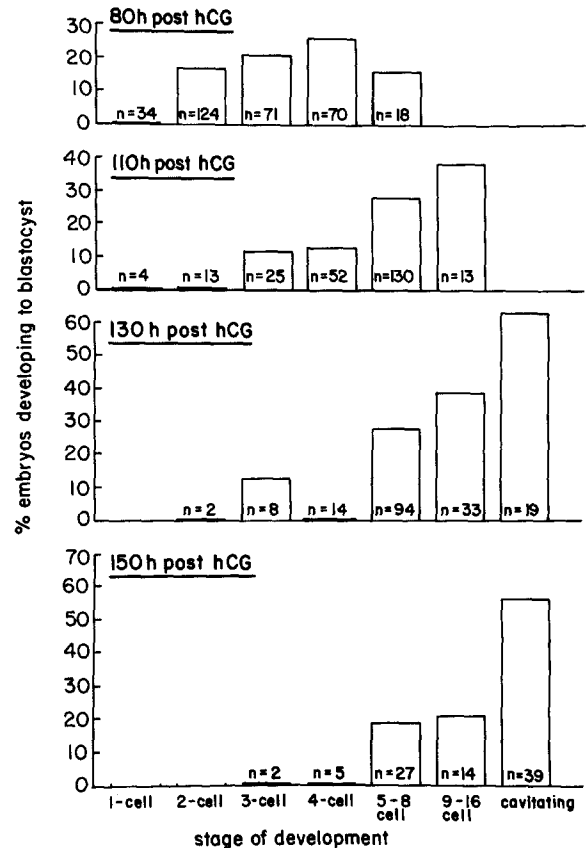 80h post hCG
30
20
10
0
n=34 n=124 n=71 n=70 n=18
110h post hCG
40
30
20
10
0
n=4 n=13 n=25 n=52 n=130 n=13
130h post hCG
60
50
40
30
20
10
0
n=2 n=8 n=14 n=94 n=33 n=19
150h post hCG
70
60
50
40
30
20
10
0
n=2 n=5 n=27 n=14 n=39
1-cell 2-cell 3-cell 4-cell 5-8 cell 9-16 cell cavitating
stage of development
% embryos developing to blastocyst